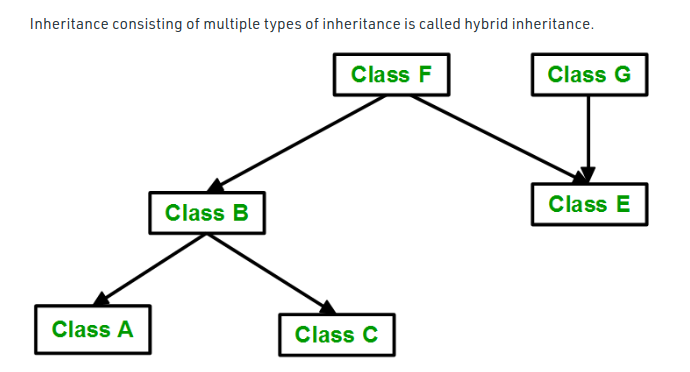 Inheritance consisting of multiple types of inheritance is called hybrid inheritance.
Class F
Class G
Class B
Class E
Class A
Class C